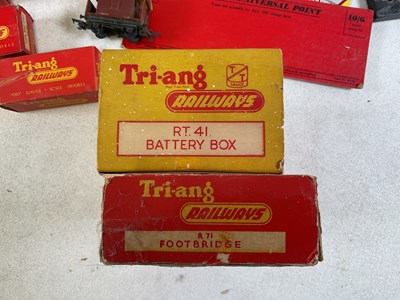 UNIVERSAL POINT
10/6
Tri-ang
RAILWAYS
Tri-ang
T/T
RAILWAYS
RT. 41.
BATTERY BOX
Tri-ang
RAILWAYS
R 71
FOOTBRIDGE